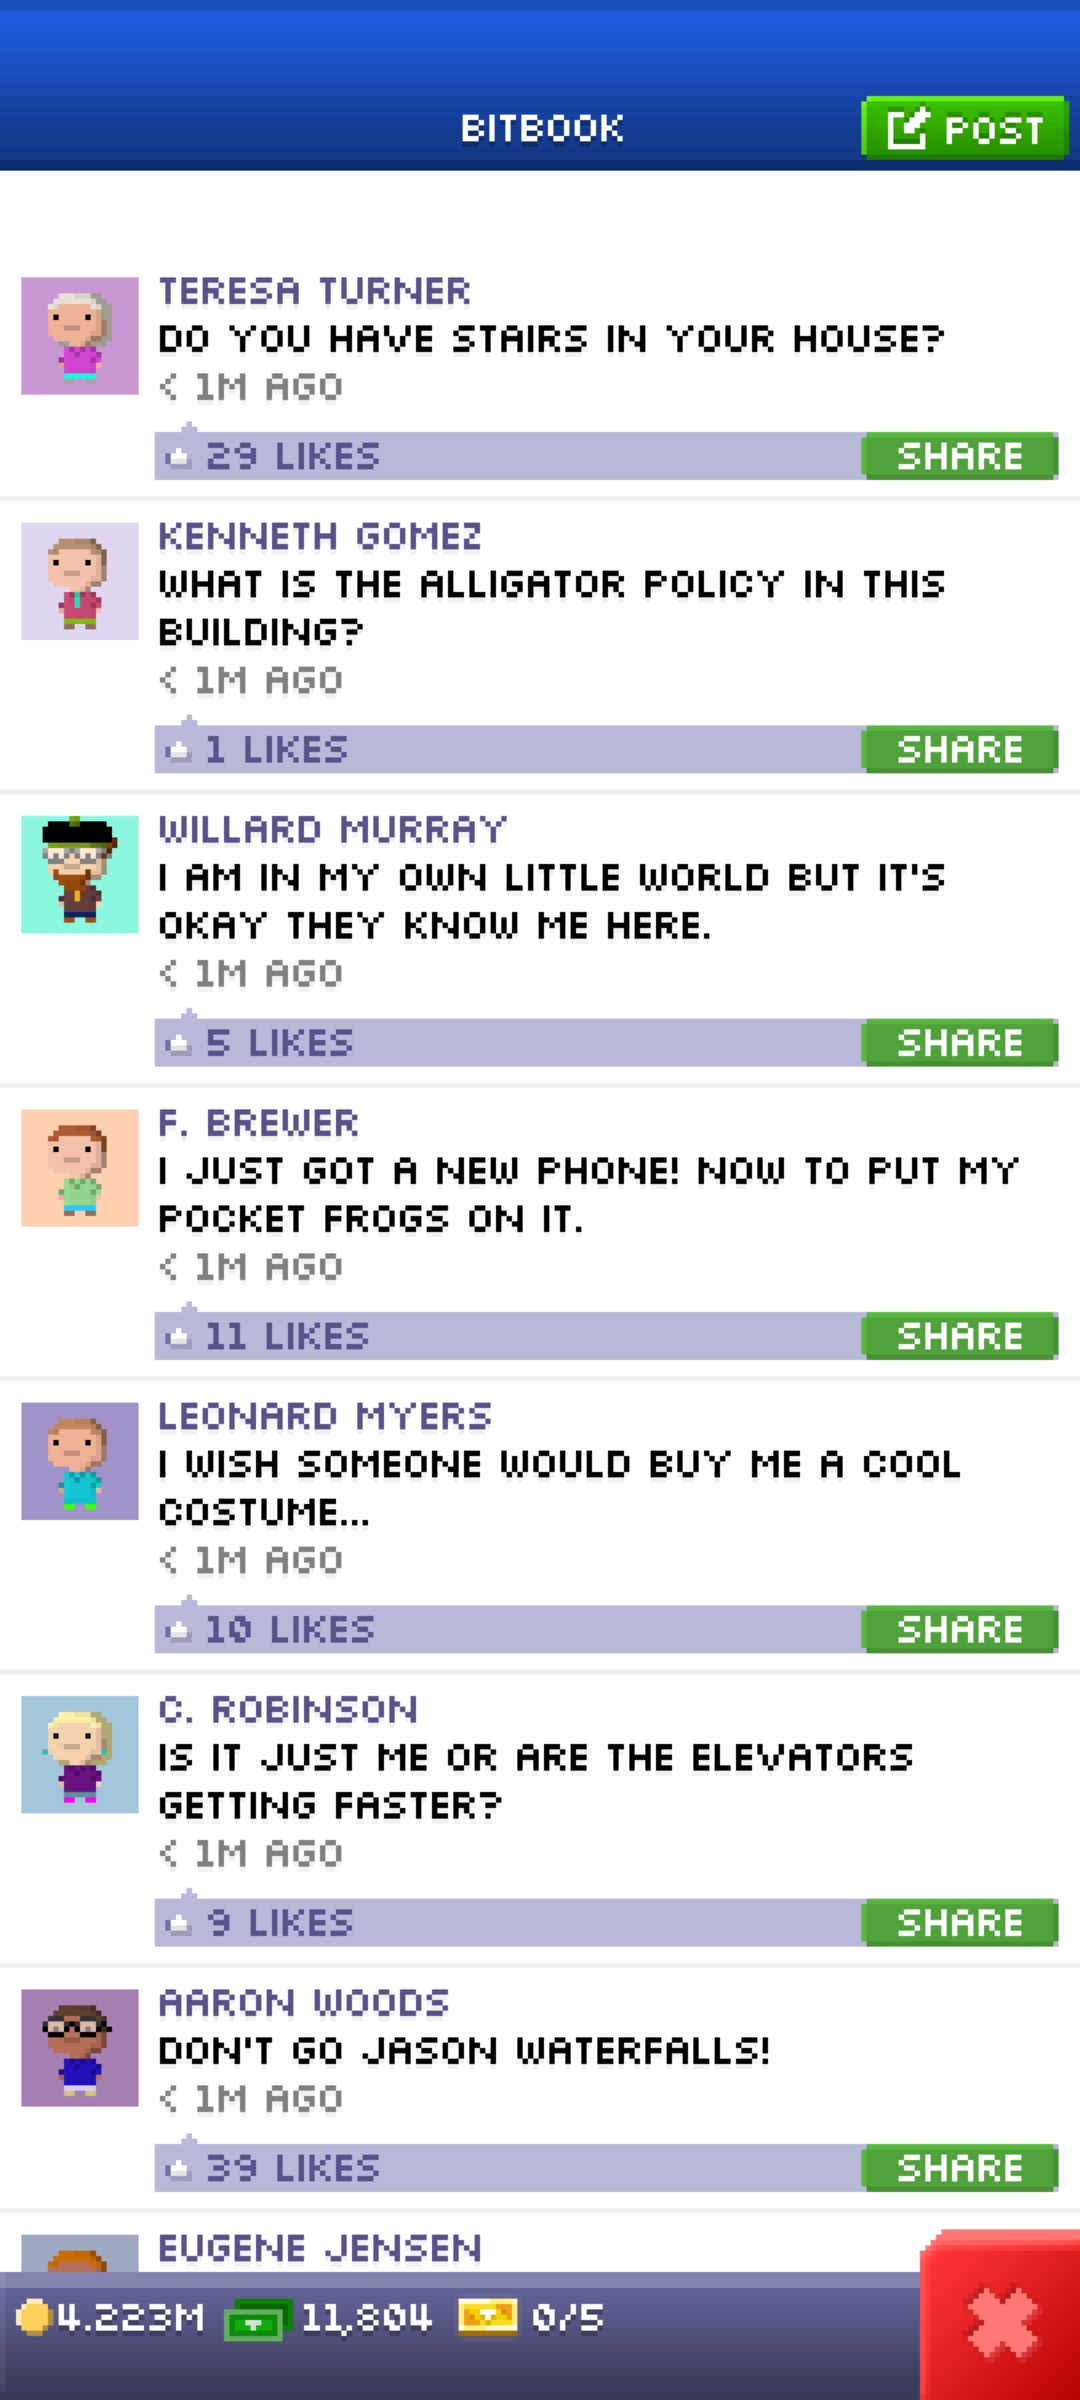 BITBOOK
POST
TERESA TURNER
DO YOU HAVE STAIRS IN YOUR HOUSE?
< 1M AGO
29 LIKES
SHARE
KENNETH GOMEZ
WHAT IS THE ALLIGATOR POLICY IN THIS
BUILDING?
< 1M AGO
1 LIKES
SHARE
WILLARD MURRAY
I AM IN MY OWN LITTLE WORLD BUT IT'S
OKAY THEY KNOW ME HERE.
< 1M AGO
5 LIKES
SHARE
F. BREWER
I JUST GOT A NEW PHONE! NOW TO PUT MY
POCKET FROGS ON IT.
< 1M AGO
11 LIKES
SHARE
LEONARD MYERS
I WISH SOMEONE WOULD BUY ME A COOL
COSTUME...
< 1M AGO
10 LIKES
SHARE
C. ROBINSON
IS IT JUST ME OR ARE THE ELEVATORS
GETTING FASTER?
< 1M AGO
9 LIKES
SHARE
AARON WOODS
DON'T GO JASON WATERFALLS!
< 1M AGO
39 LIKES
SHARE
EUGENE JENSEN
4.223M
11,804
0/5